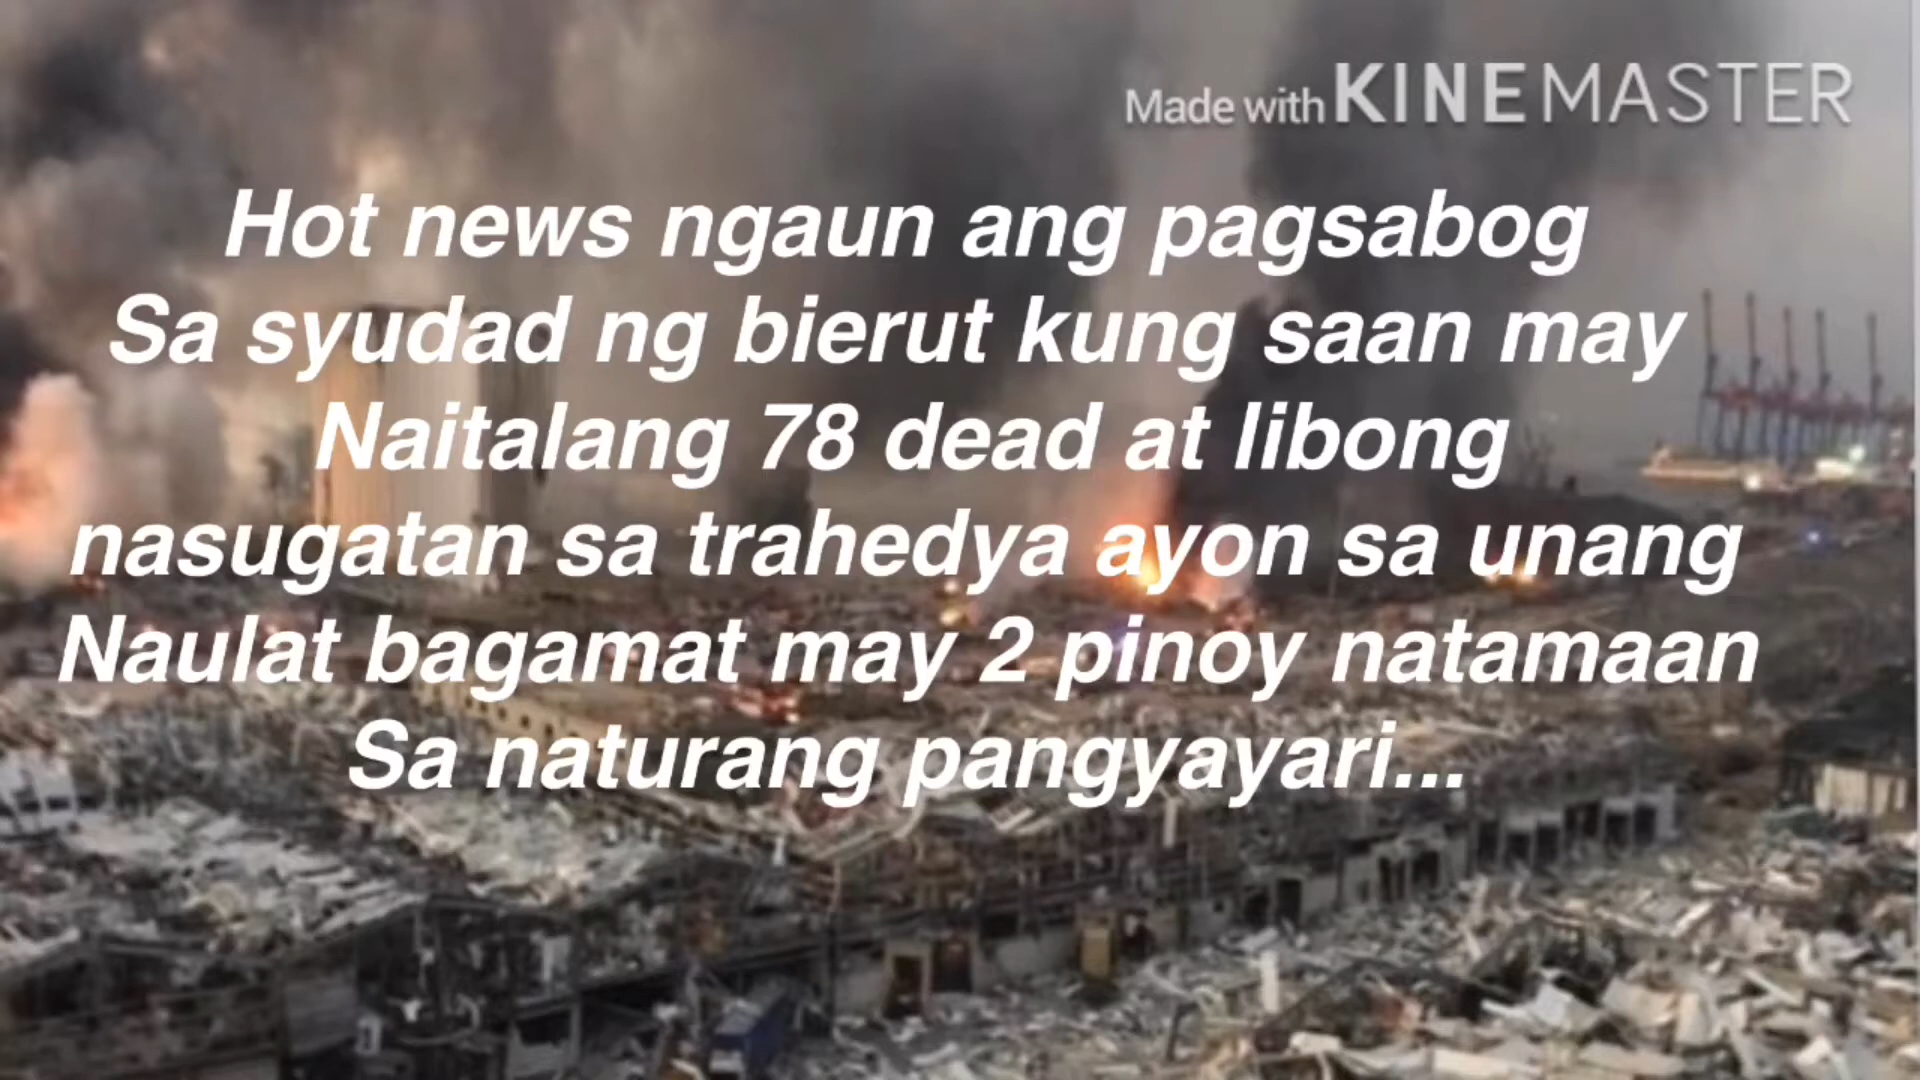 Made with KINEMASTER
Hot news ngaun ang pagsabog
Sa syudad ng bierut kung saan may
Naitalang 78 dead at libong
nasugatan sa trahedya ayon sa unang
Naulat bagamat may 2 pinoy natamaan
Sa naturang pangyayari...